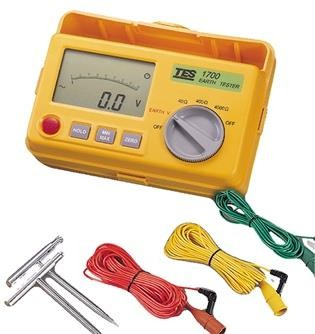 TES 1700
EARTH TESTER
~ 0.0 V
EARTH V 40Ω 400Ω 4000Ω
OFF OFF
HOLD MIN MAX ZERO